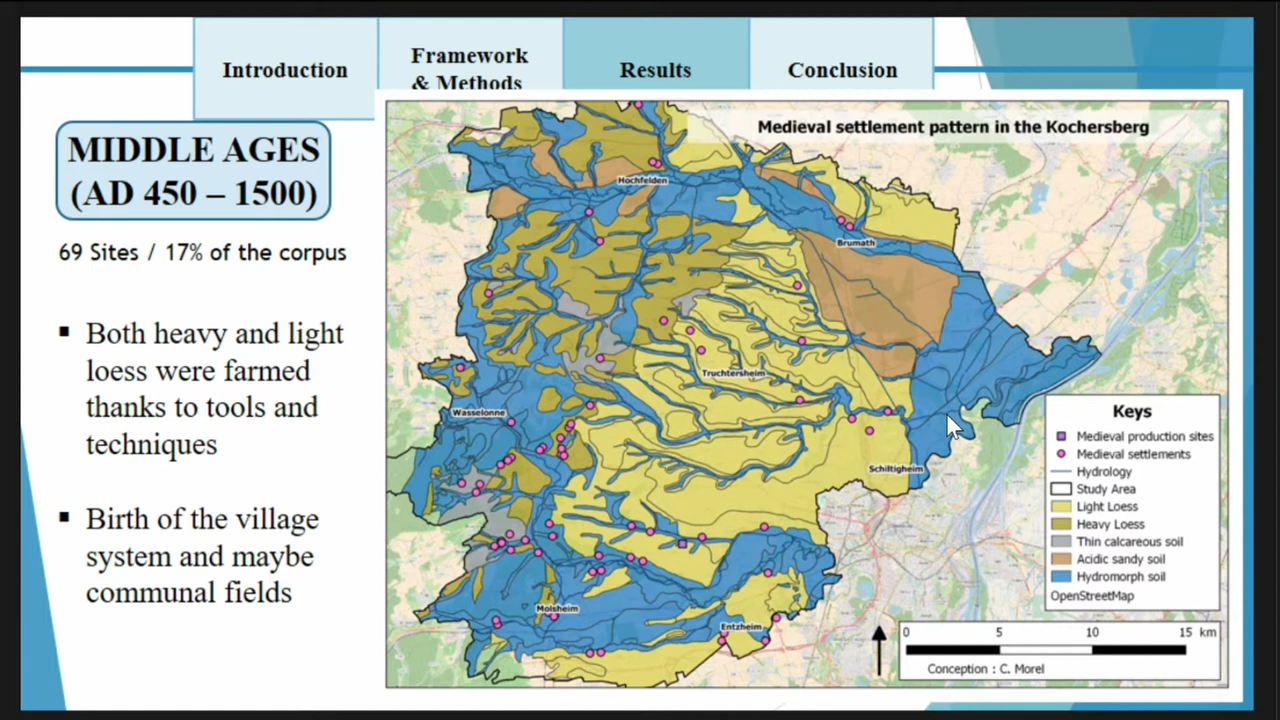 Introduction
Framework
& Methods
Results
Conclusion
MIDDLE AGES
(AD 450 – 1500)
69 Sites / 17% of the corpus
▪ Both heavy and light
loess were farmed
thanks to tools and
techniques
▪ Birth of the village
system and maybe
communal fields
Medieval settlement pattern in the Kochersberg
Hochfelden
Brumath
Truchtersheim
Wasselonne
Schiltigheim
Molsheim
Entzheim
Keys
Medieval production sites
Medieval settlements
Hydrology
Study Area
Light Loess
Heavy Loess
Thin calcareous soil
Acidic sandy soil
Hydromorph soil
OpenStreetMap
0 5 10 15 km
Conception : C. Morel